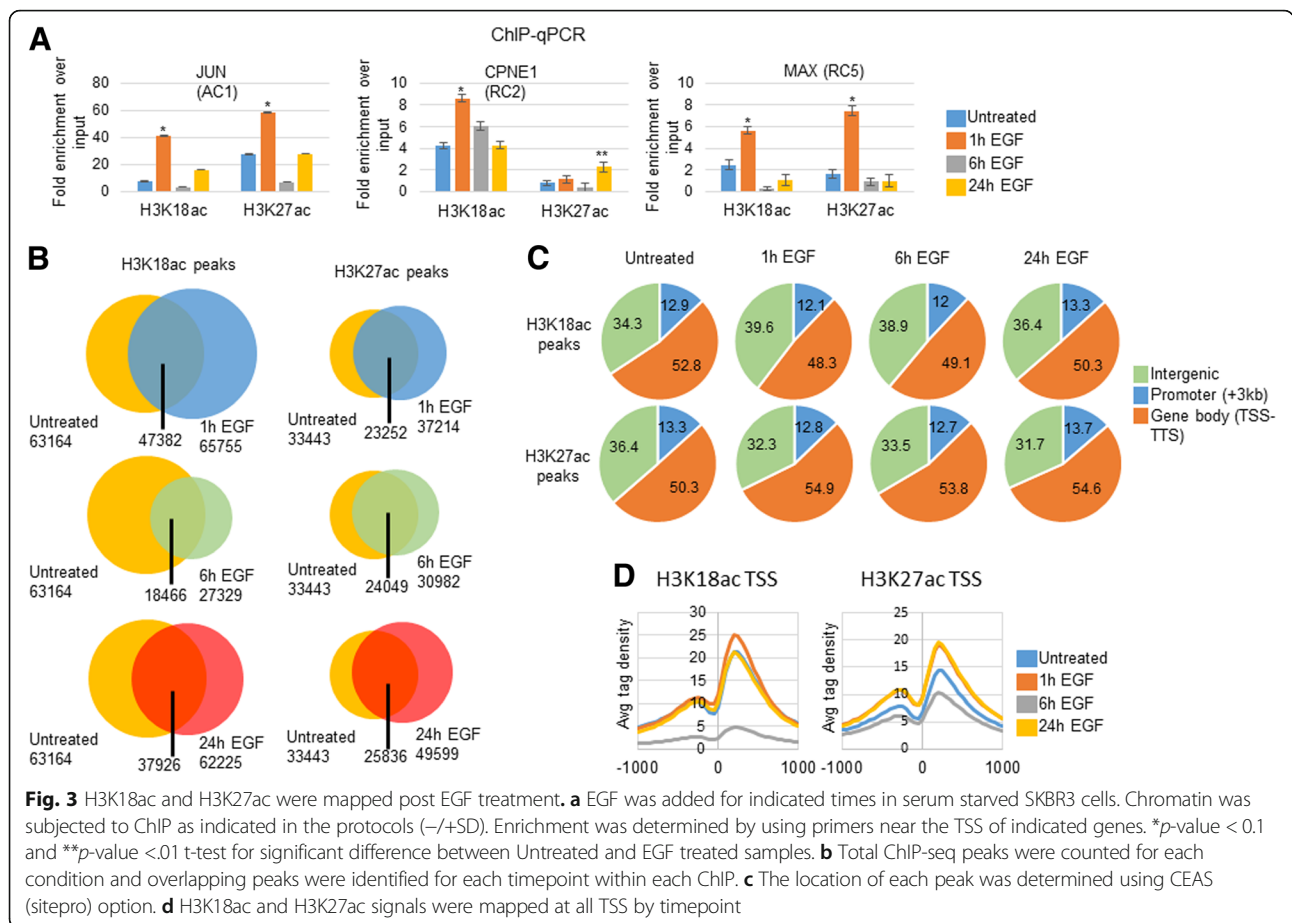 A
ChIP-qPCR
Fold enrichment over input
JUN
(AC1)
80
60
40
20
0
*
*
H3K18ac
H3K27ac
Fold enrichment over input
CPNE1
(RC2)
10
8
6
4
2
0
*
**
H3K18ac
H3K27ac
Fold enrichment over input
MAX (RC5)
10
8
6
4
2
0
*
*
H3K18ac
H3K27ac
Untreated
1h EGF
6h EGF
24h EGF
B
H3K18ac peaks
H3K27ac peaks
Untreated
63164
47382
1h EGF
65755
Untreated
33443
23252
1h EGF
37214
Untreated
63164
18466
6h EGF
27329
Untreated
33443
24049
6h EGF
30982
Untreated
63164
37926
24h EGF
62225
Untreated
33443
25836
24h EGF
49599
C
Untreated
1h EGF
6h EGF
24h EGF
H3K18ac
peaks
34.3
12.9
52.8
39.6
12.1
48.3
38.9
12
49.1
36.4
13.3
50.3
H3K27ac
peaks
36.4
13.3
50.3
32.3
12.8
54.9
33.5
12.7
53.8
31.7
13.7
54.6
Intergenic
Promoter (+3kb)
Gene body (TSS-
TTS)
D
H3K18ac TSS
Avg tag density
30
25
20
15
10
5
0
-1000
0
1000
H3K27ac TSS
Avg tag density
25
20
15
10
5
0
-1000
0
1000
Untreated
1h EGF
6h EGF
24h EGF
Fig. 3 H3K18ac and H3K27ac were mapped post EGF treatment. a EGF was added for indicated times in serum starved SKBR3 cells. Chromatin was
subjected to ChIP as indicated in the protocols (−/+SD). Enrichment was determined by using primers near the TSS of indicated genes. *p-value < 0.1
and **p-value <.01 t-test for significant difference between Untreated and EGF treated samples. b Total ChIP-seq peaks were counted for each
condition and overlapping peaks were identified for each timepoint within each ChIP. c The location of each peak was determined using CEAS
(sitepro) option. d H3K18ac and H3K27ac signals were mapped at all TSS by timepoint